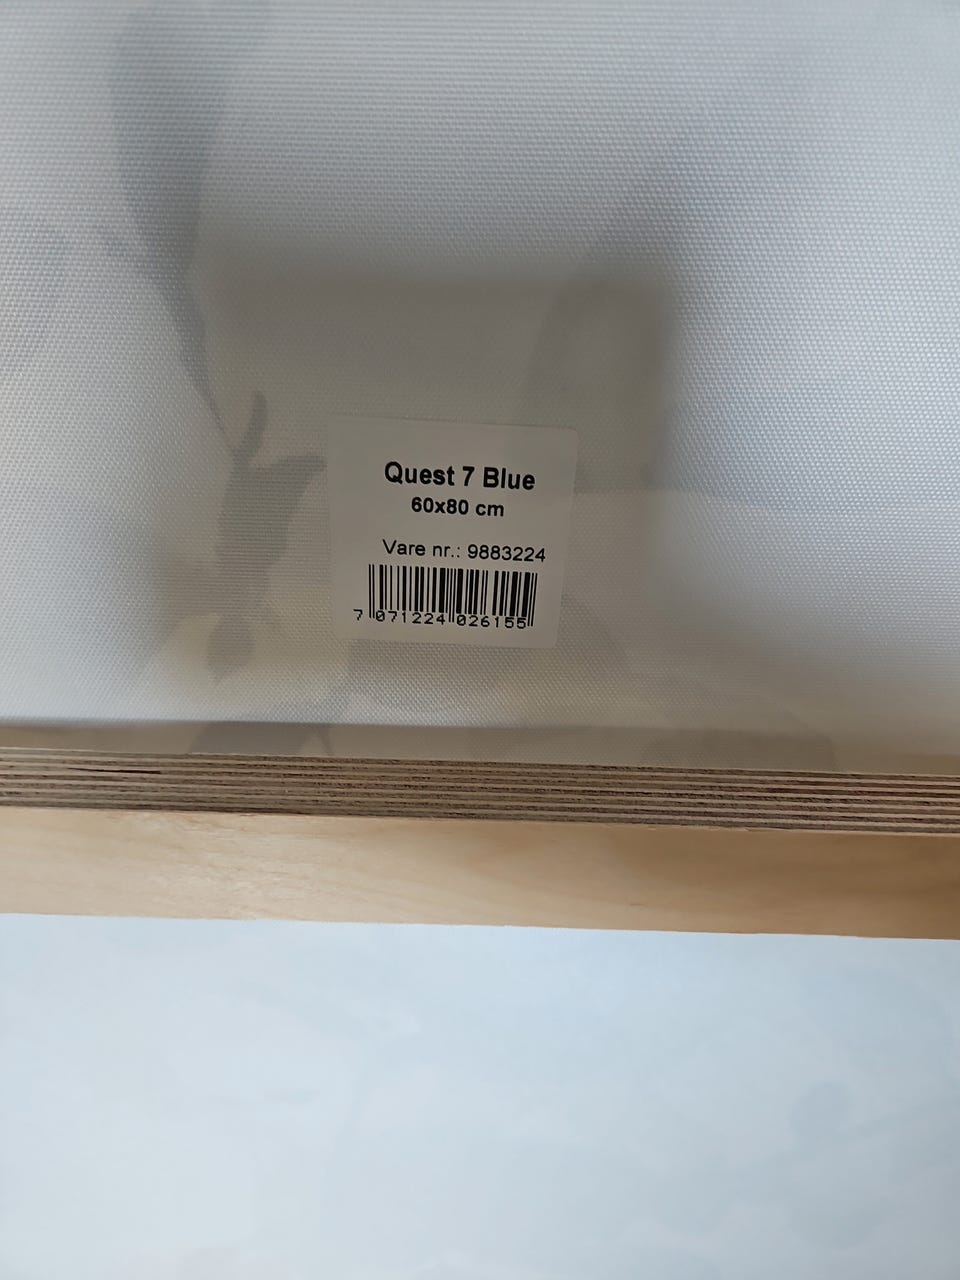 Quest 7 Blue
60x80 cm
Vare nr.: 9883224
7 071224 026155